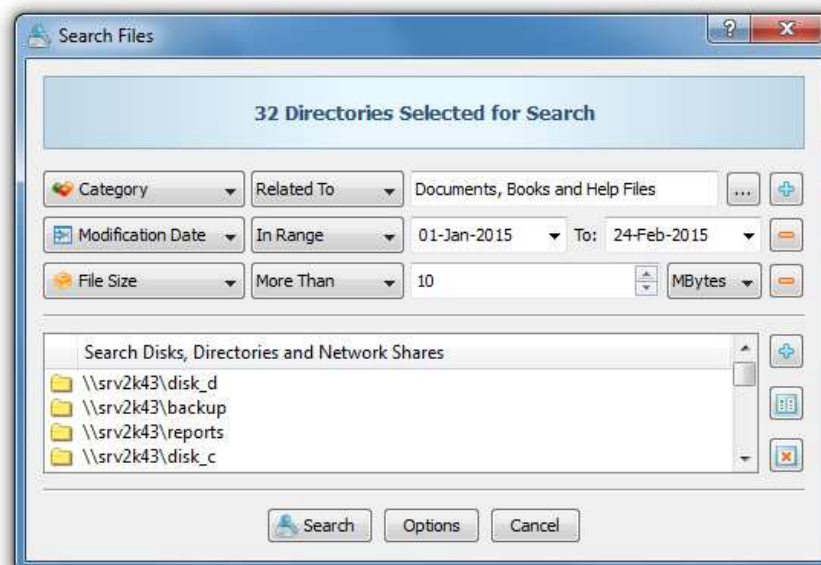 Search Files
32 Directories Selected for Search
Category Related To Documents, Books and Help Files ...
Modification Date In Range 01-Jan-2015 To: 24-Feb-2015
File Size More Than 10 MBytes
Search Disks, Directories and Network Shares
\\srv2k43\disk_d
\\srv2k43\backup
\\srv2k43\reports
\\srv2k43\disk_c
Search Options Cancel